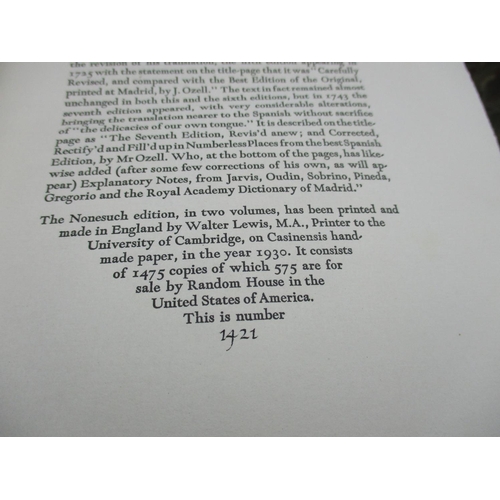 the revision of his translation, the fifth edition appearing in
1725 with the statement on the title-page that it was "Carefully
Revised, and compared with the Best Edition of the Original,
printed at Madrid, by J. Ozell." The text in fact remained almost
unchanged in both this and the sixth editions, but in 1743 the
seventh edition appeared, with very considerable alterations,
bringing the translation nearer to the Spanish without sacrifice
of "the delicacies of our own tongue." It is described on the title-
page as "The Seventh Edition, Revis'd anew; and Corrected,
Rectify'd and Fill'd up in Numberless Places from the best Spanish
Edition, by Mr Ozell. Who, at the bottom of the pages, has like-
wise added (after some few corrections of his own, as will ap-
pear) Explanatory Notes, from Jarvis, Oudin, Sobrino, Pineda,
Gregorio and the Royal Academy Dictionary of Madrid."
The Nonesuch edition, in two volumes, has been printed and
made in England by Walter Lewis, M.A., Printer to the
University of Cambridge, on Casinensis hand-
made paper, in the year 1930. It consists
of 1475 copies of which 575 are for
sale by Random House in the
United States of America.
This is number
1421